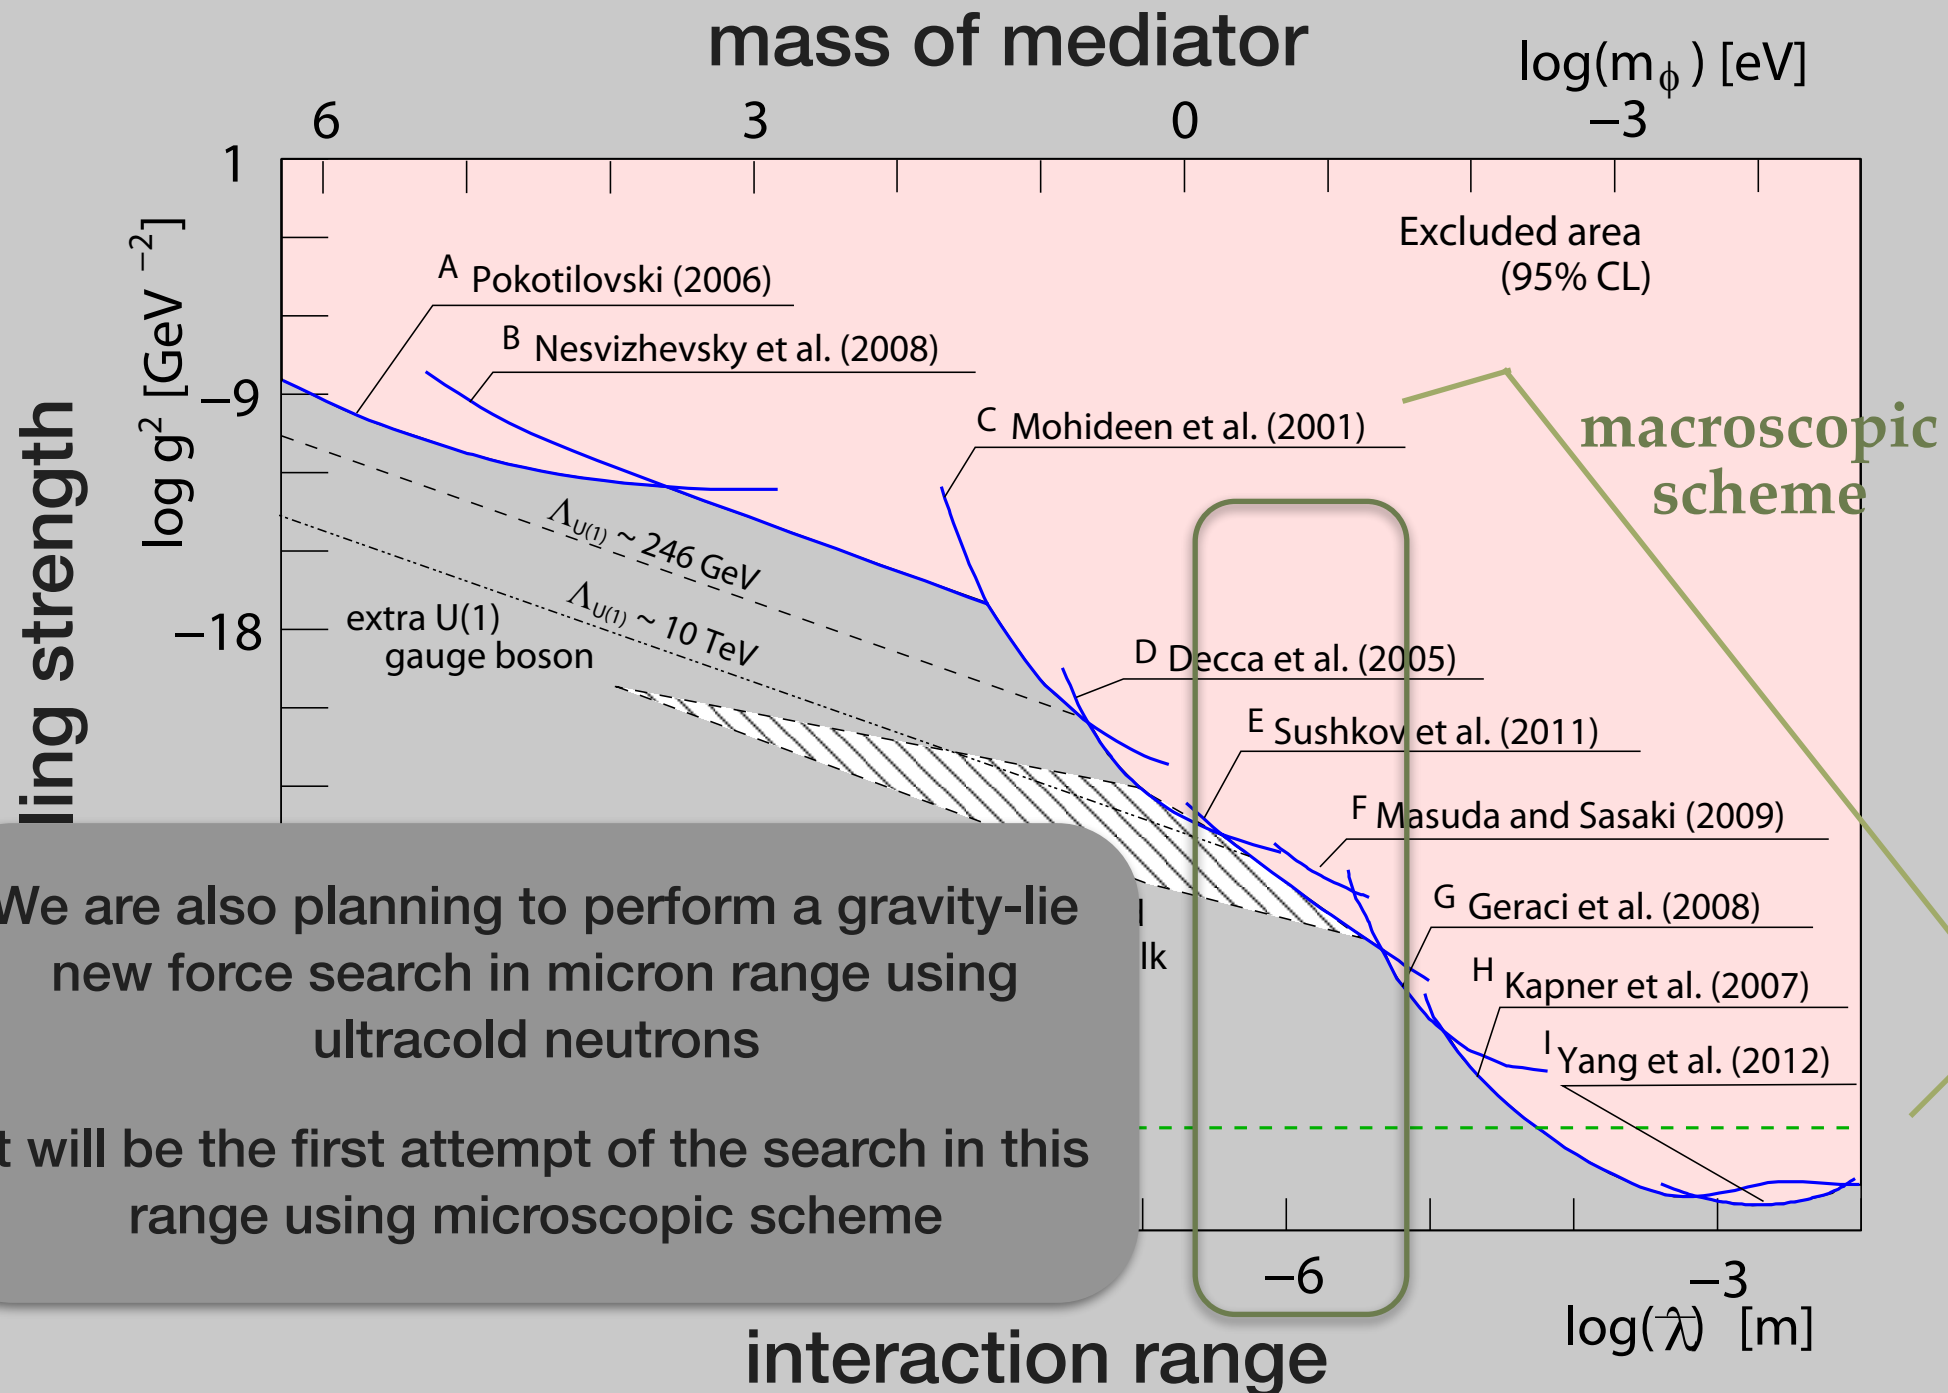 mass of mediator
log(mϕ) [eV]
6 3 0 −3
1
Excluded area
(95% CL)
A Pokotilovski (2006)
log g² [GeV ⁻²]
B Nesvizhevsky et al. (2008)
−9
C Mohideen et al. (2001)
macroscopic
scheme
ΛU(1) ~ 246 GeV
ling strength
ΛU(1) ~ 10 TeV
extra U(1)
gauge boson
−18
D Decca et al. (2005)
E Sushkov et al. (2011)
F Masuda and Sasaki (2009)
G Geraci et al. (2008)
lk
H Kapner et al. (2007)
I Yang et al. (2012)
We are also planning to perform a gravity-lie
new force search in micron range using
ultracold neutrons
t will be the first attempt of the search in this
range using microscopic scheme
−6 −3
log(ƛ) [m]
interaction range